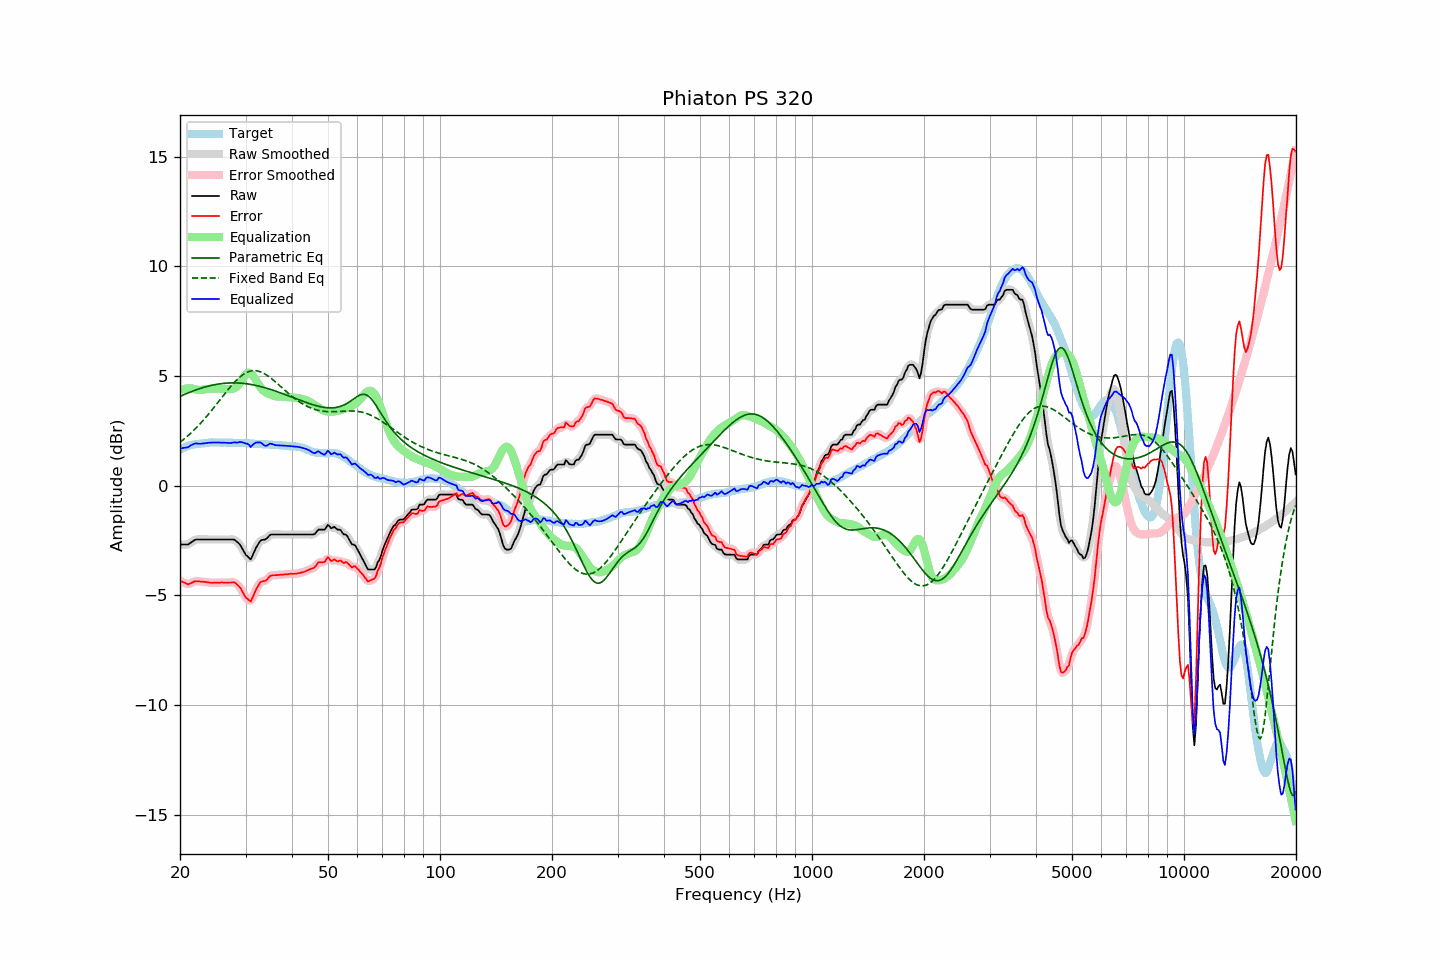 Phiaton PS 320
Target
Raw Smoothed
Error Smoothed
Raw
Error
Equalization
Parametric Eq
Fixed Band Eq
Equalized
Amplitude (dBr)
15
10
5
0
−5
−10
−15
20
50
100
200
500
1000
2000
5000
10000
20000
Frequency (Hz)